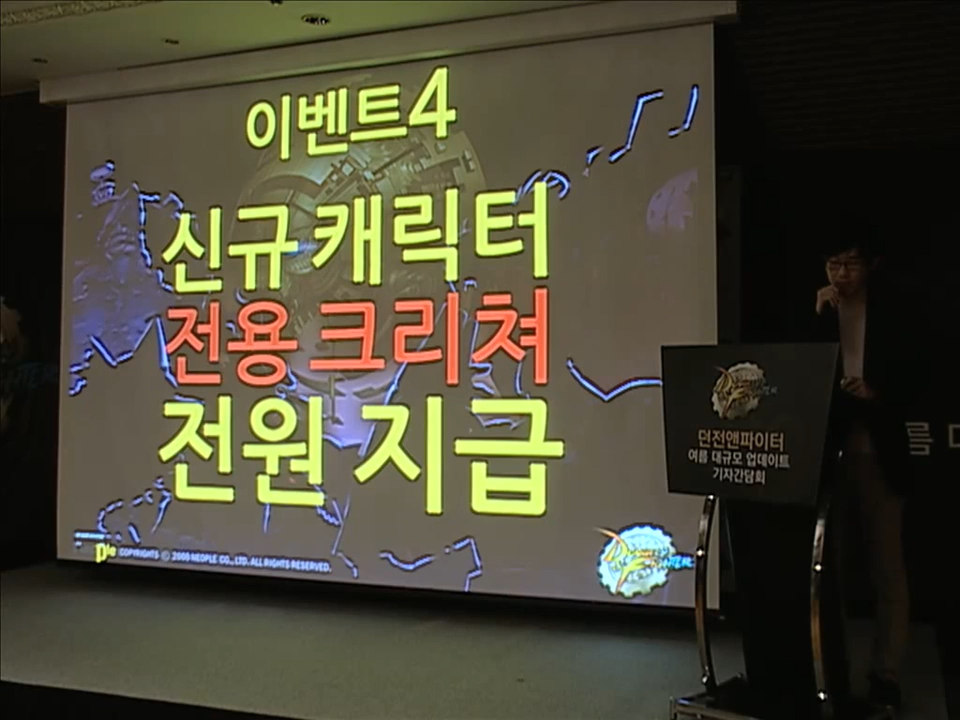 이벤트4
신규 캐릭터
전용 크리쳐
전원 지급
COPYRIGHTS ⓒ 2005 NEOPLE CO., LTD. ALL RIGHTS RESERVED.
던전앤파이터
여름 대규모 업데이트
기자간담회